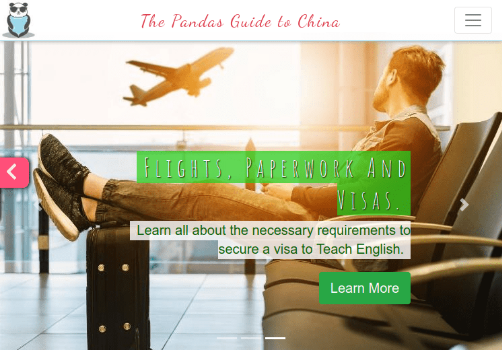 The Pandas Guide to China
Flights, Paperwork And
Visas.
Learn all about the necessary requirements to
secure a visa to Teach English.
Learn More